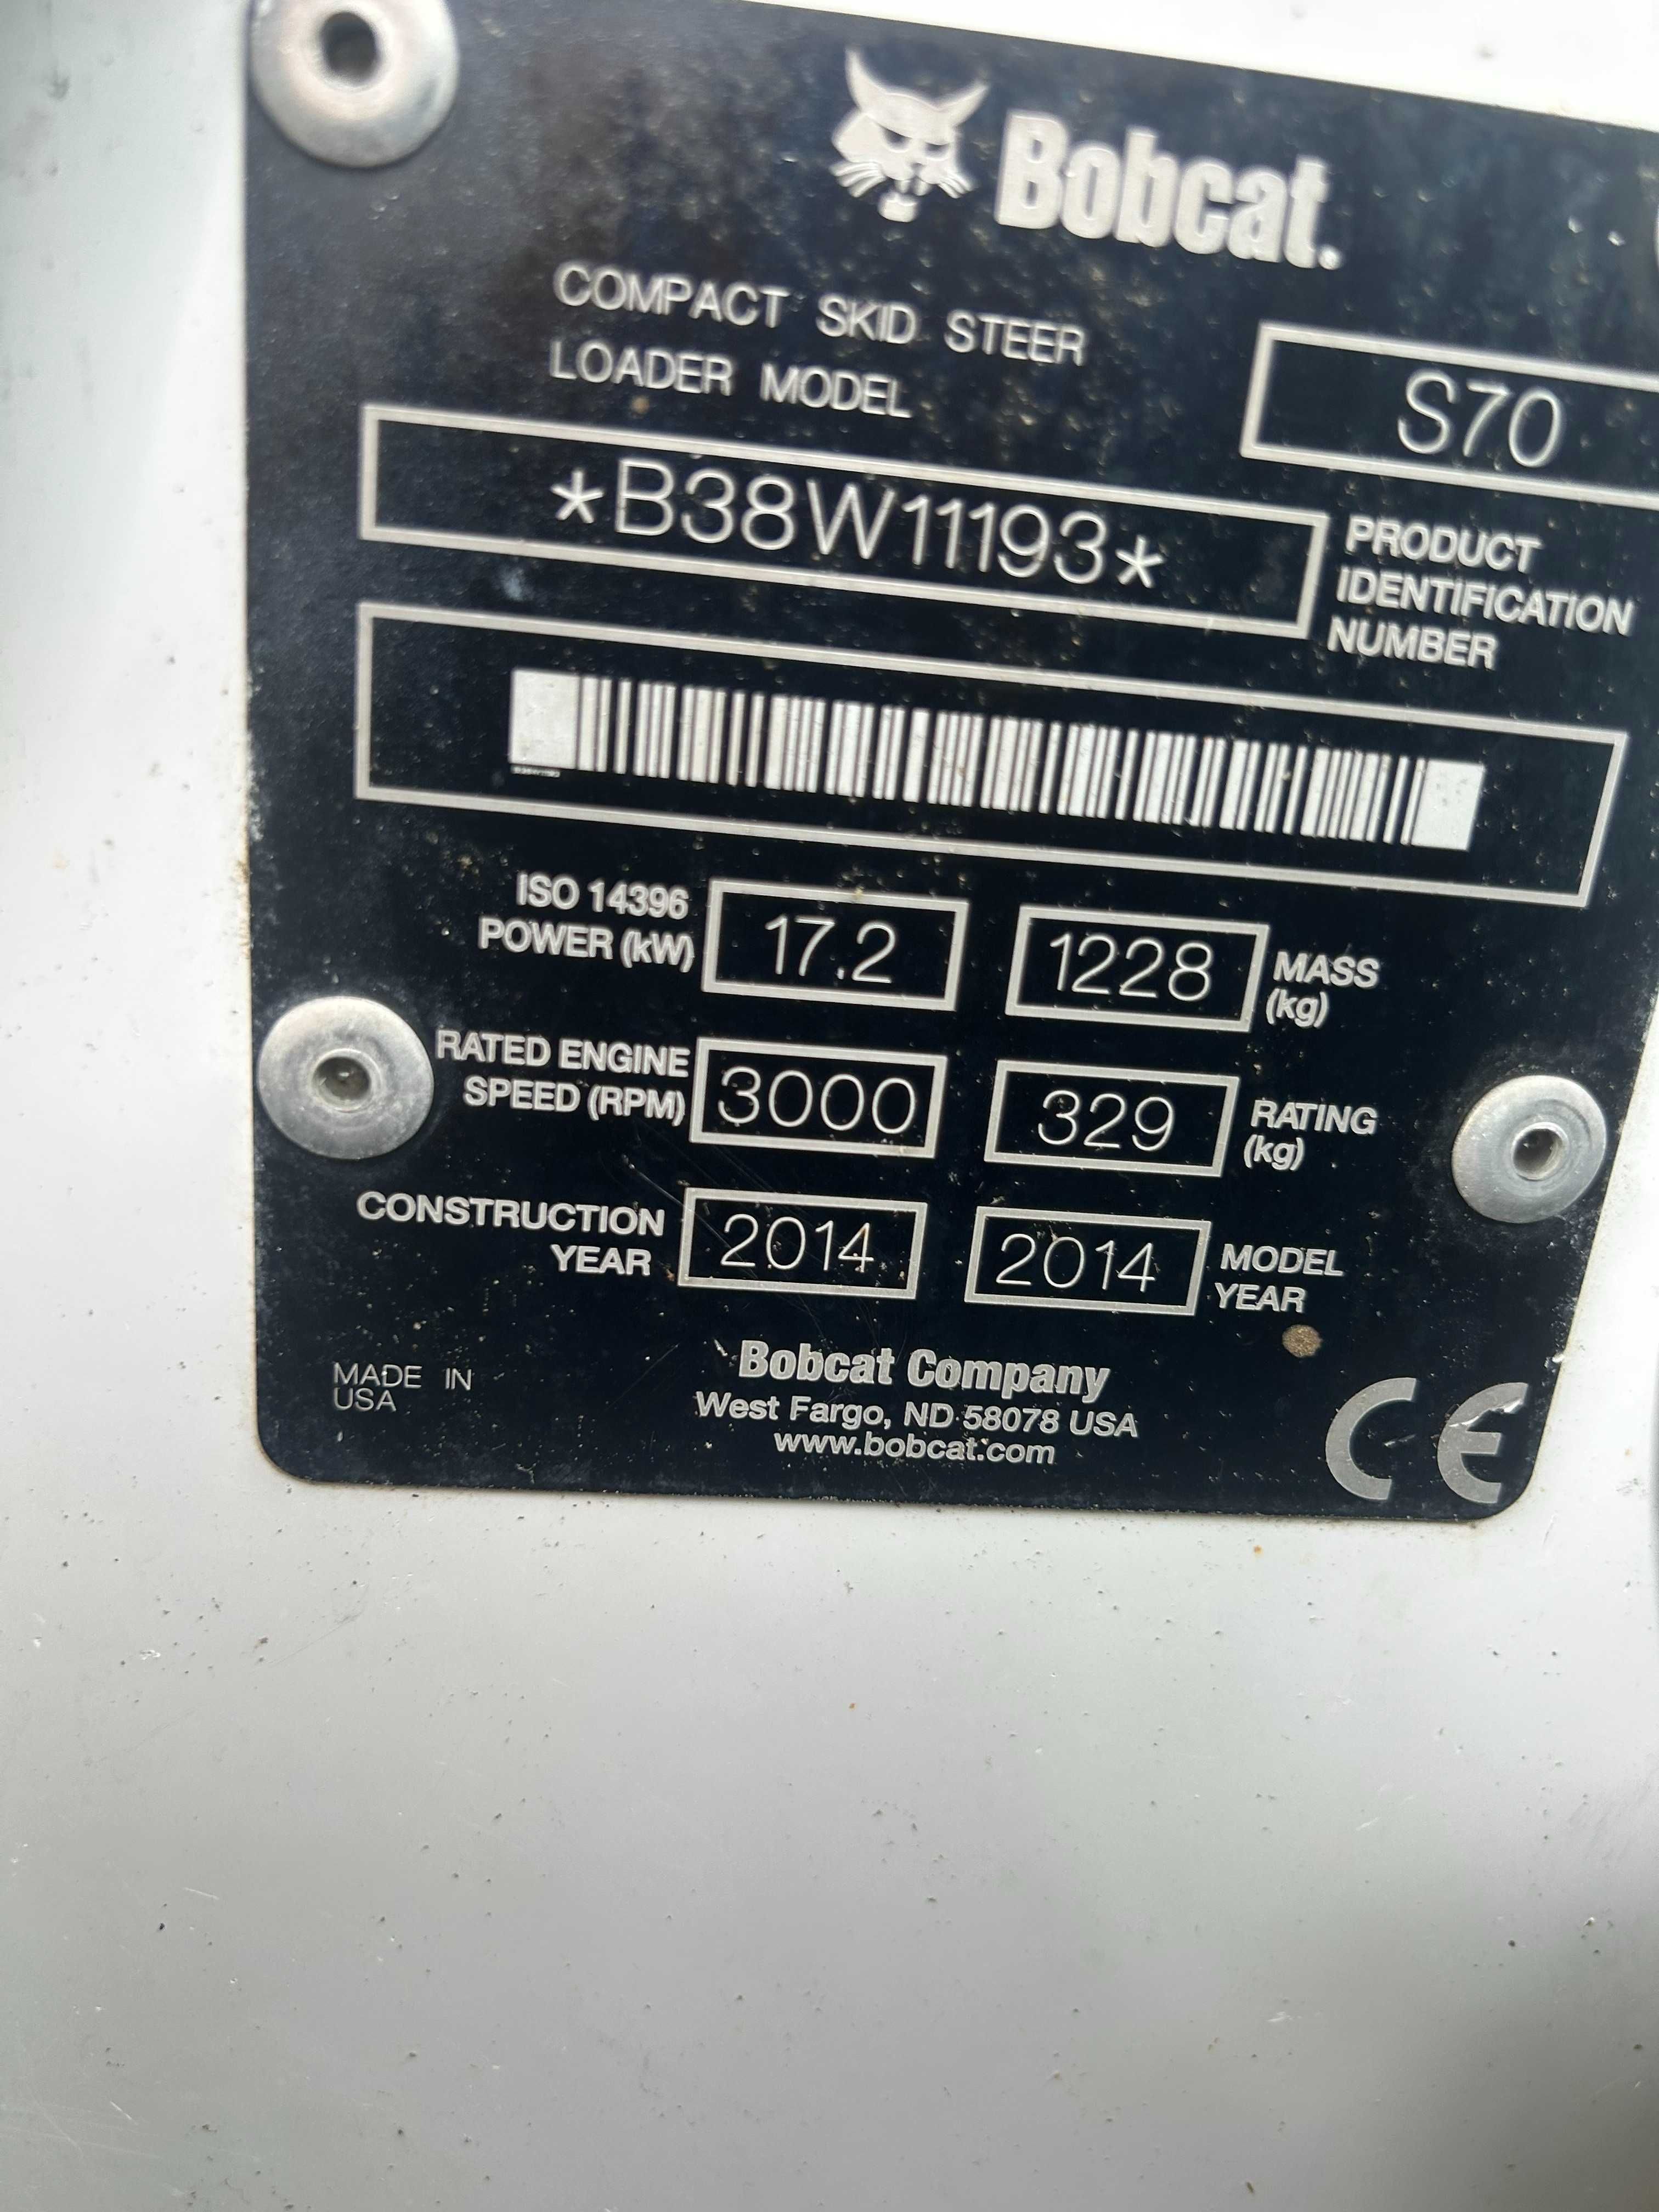 Bobcat.
COMPACT SKID STEER
LOADER MODEL
S70
*B38W11193*
PRODUCT
IDENTIFICATION
NUMBER
ISO 14396
POWER (kW)
17.2
1228
MASS
(kg)
RATED ENGINE
SPEED (RPM)
3000
329
RATING
(kg)
CONSTRUCTION
YEAR
2014
2014
MODEL
YEAR
MADE IN
USA
Bobcat Company
West Fargo, ND 58078 USA
www.bobcat.com
CE